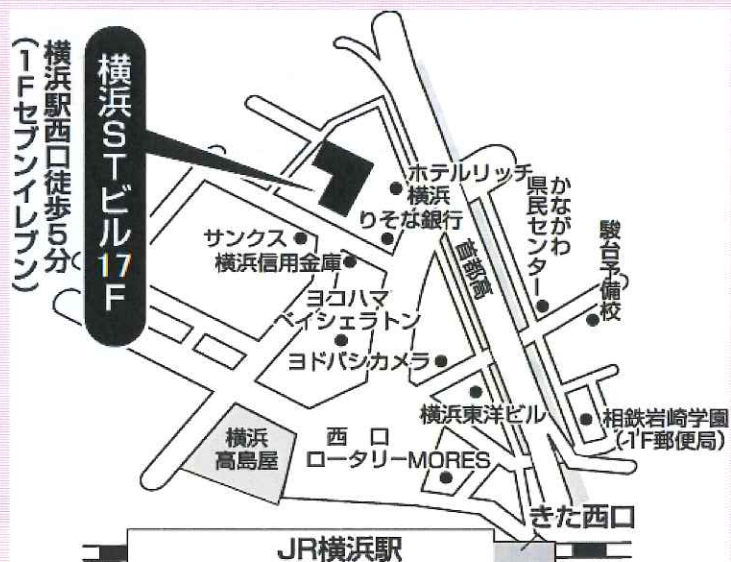 横浜駅西口徒歩5分
(1Fセブンイレブン)
横浜STビル17F
ホテルリッチ
横浜
りそな銀行
サンクス
横浜信用金庫
ヨコハマ
ベイシェラトン
ヨドバシカメラ
首都高
かながわ
県民センター
駿台予備校
横浜東洋ビル
相鉄岩崎学園
(1F郵便局)
横浜
高島屋
西口
ロータリー
MORES
きた西口
JR横浜駅